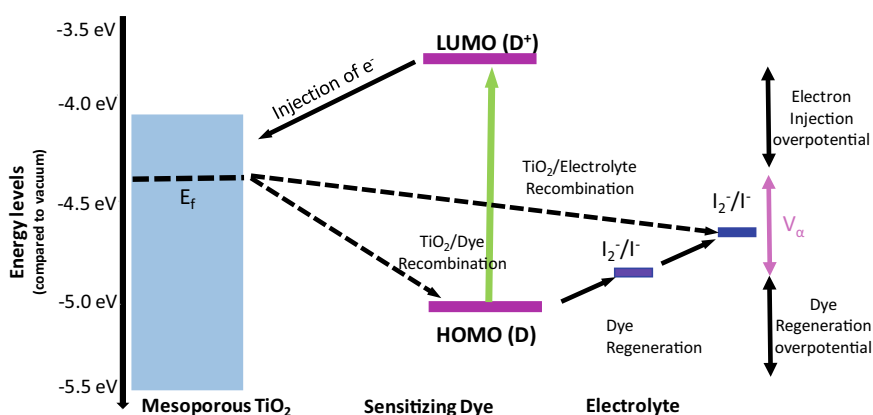 -3.5 eV
-4.0 eV
-4.5 eV
-5.0 eV
-5.5 eV
Energy levels
(compared to vacuum)
LUMO (D⁺)
Injection of e⁻
E_f
TiO₂/Electrolyte
Recombination
TiO₂/Dye
Recombination
HOMO (D)
I₂⁻/I⁻
I₂⁻/I⁻
Dye
Regeneration
Electron
Injection
overpotential
V_α
Dye
Regeneration
overpotential
Mesoporous TiO₂
Sensitizing Dye
Electrolyte